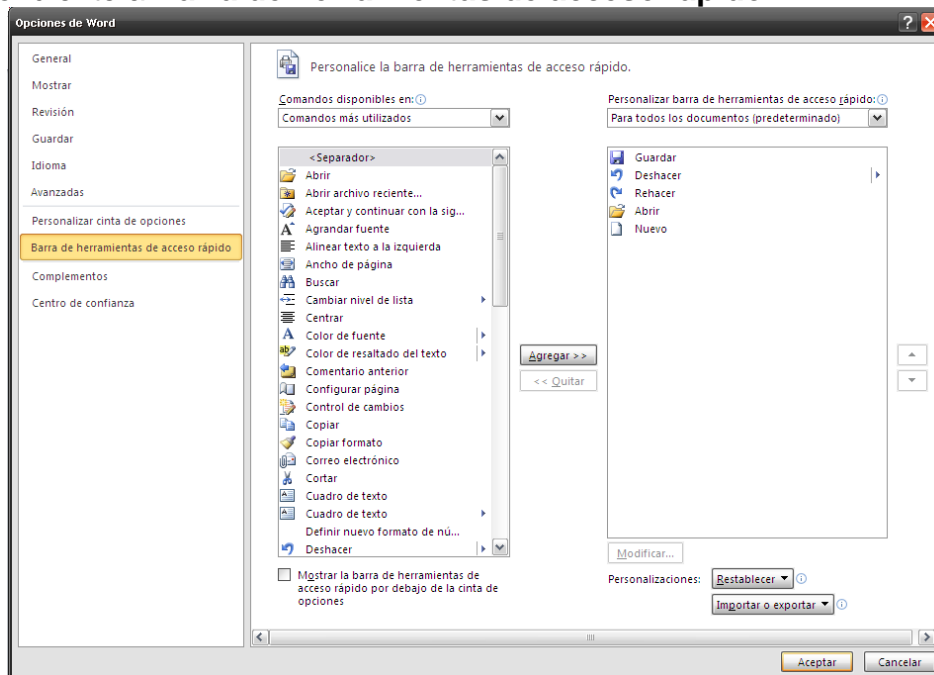 Opciones de Word
General
Mostrar
Revisión
Guardar
Idioma
Avanzadas
Personalizar cinta de opciones
Barra de herramientas de acceso rápido
Complementos
Centro de confianza
Personalice la barra de herramientas de acceso rápido.
Comandos disponibles en:
Comandos más utilizados
<Separador>
Abrir
Abrir archivo reciente...
Aceptar y continuar con la sig...
Agrandar fuente
Alinear texto a la izquierda
Ancho de página
Buscar
Cambiar nivel de lista
Centrar
Color de fuente
Color de resaltado del texto
Comentario anterior
Configurar página
Control de cambios
Copiar
Copiar formato
Correo electrónico
Cortar
Cuadro de texto
Cuadro de texto
Definir nuevo formato de nú...
Deshacer
Mostrar la barra de herramientas de
acceso rápido por debajo de la cinta de
opciones
Agregar >>
<< Quitar
Personalizar barra de herramientas de acceso rápido:
Para todos los documentos (predeterminado)
Guardar
Deshacer
Rehacer
Abrir
Nuevo
Modificar...
Personalizaciones: Restablecer
Importar o exportar
Aceptar Cancelar